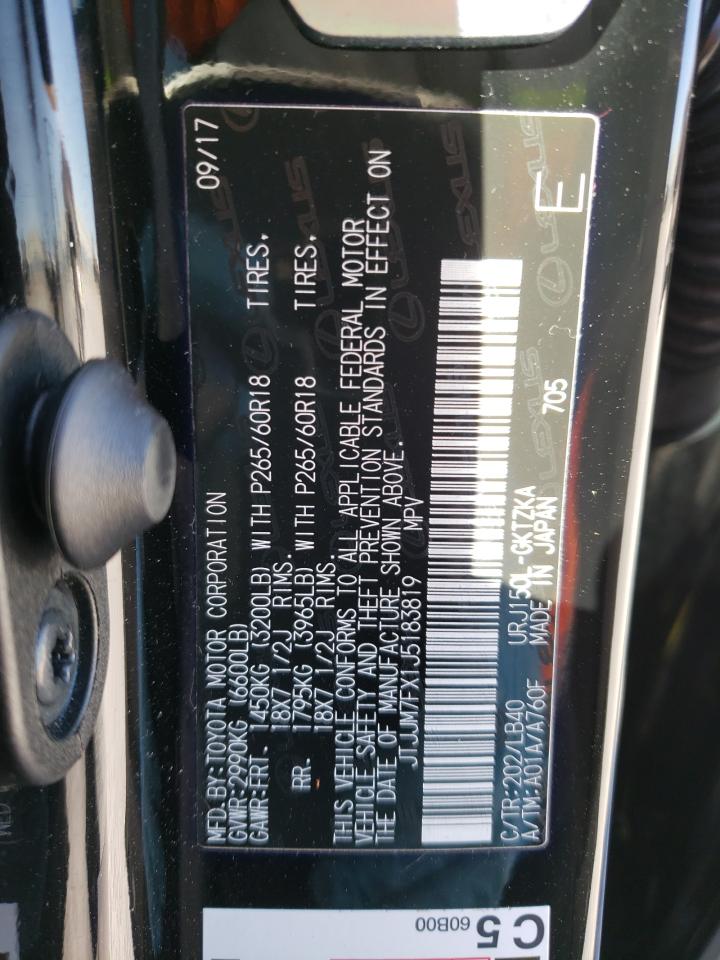 09/17
MFD.BY:TOYOTA MOTOR CORPORATION
GVWR:2990KG (6600LB)
GAWR:FRT. 1450KG (3200LB) WITH P265/60R18 TIRES,
18X7 1/2J RIMS.
RR. 1795KG (3965LB) WITH P265/60R18 TIRES,
18X7 1/2J RIMS.
THIS VEHICLE CONFORMS TO ALL APPLICABLE FEDERAL MOTOR
VEHICLE SAFETY AND THEFT PREVENTION STANDARDS IN EFFECT ON
THE DATE OF MANUFACTURE SHOWN ABOVE.
JTJJM7FX1J5183819 MPV
C/TR:202/LB40 URJ150L-GKTZKA
A/TM:A01A/A760F MADE IN JAPAN 705
E
LEXUS
LEXUS
LEXUS
C5
60B00